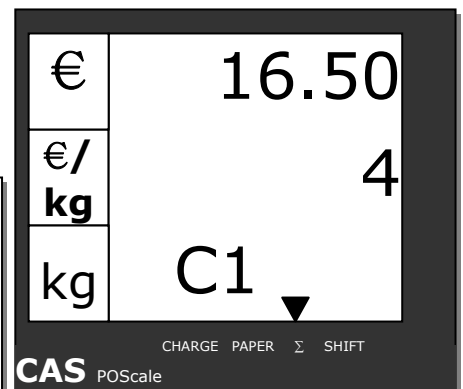 € 16.50
€/ 4
kg
kg C1
CHARGE PAPER Σ SHIFT
CAS POScale